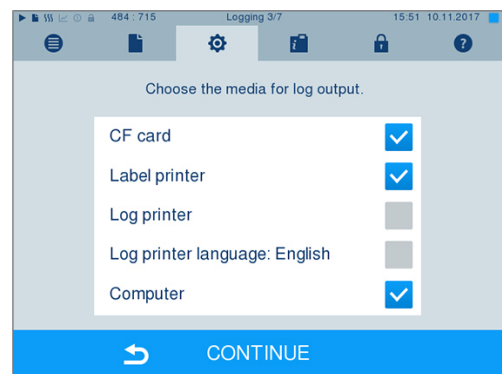 484 : 715 Logging 3/7 15:51 10.11.2017
Choose the media for log output.
CF card
Label printer
Log printer
Log printer language: English
Computer
CONTINUE